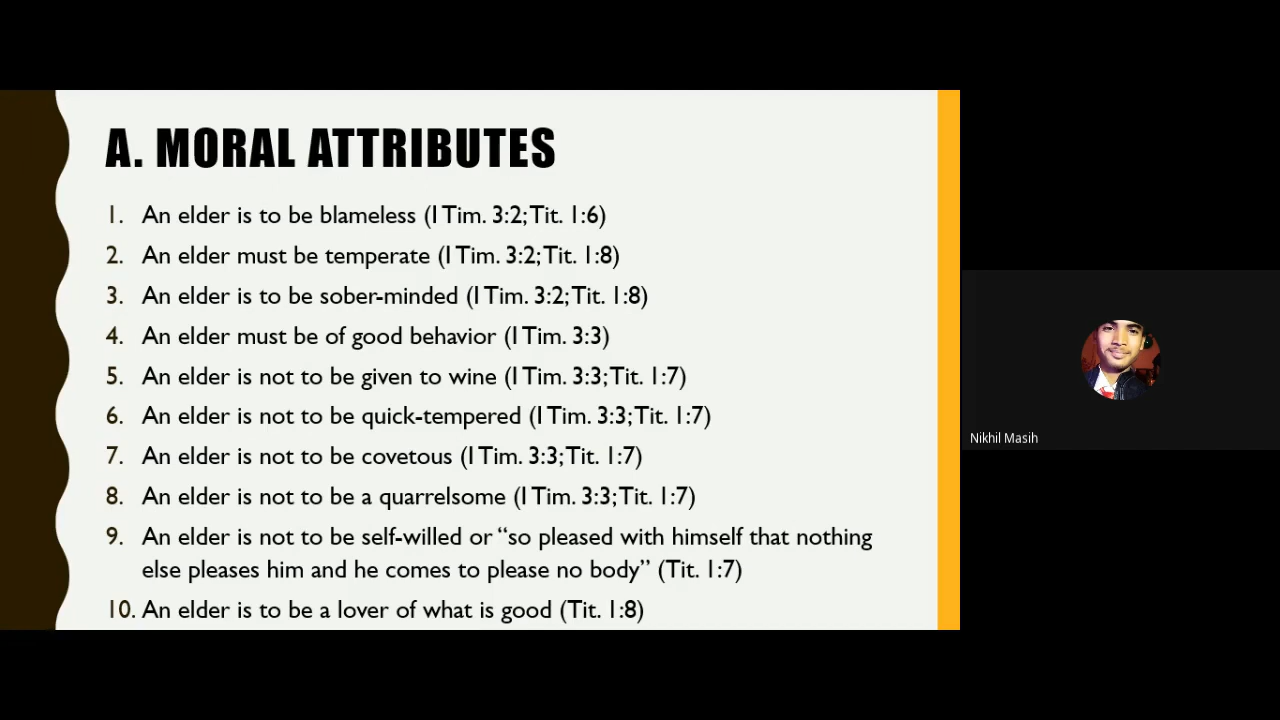 A. MORAL ATTRIBUTES
1. An elder is to be blameless (I Tim. 3:2; Tit. 1:6)
2. An elder must be temperate (I Tim. 3:2; Tit. 1:8)
3. An elder is to be sober-minded (I Tim. 3:2; Tit. 1:8)
4. An elder must be of good behavior (I Tim. 3:3)
5. An elder is not to be given to wine (I Tim. 3:3; Tit. 1:7)
6. An elder is not to be quick-tempered (I Tim. 3:3; Tit. 1:7)
7. An elder is not to be covetous (I Tim. 3:3; Tit. 1:7)
8. An elder is not to be a quarrelsome (I Tim. 3:3; Tit. 1:7)
9. An elder is not to be self-willed or “so pleased with himself that nothing
else pleases him and he comes to please no body” (Tit. 1:7)
10. An elder is to be a lover of what is good (Tit. 1:8)
Nikhil Masih